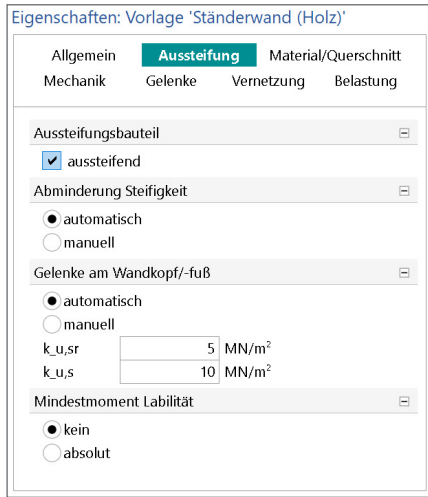 Eigenschaften: Vorlage 'Ständerwand (Holz)'
Allgemein Aussteifung Material/Querschnitt
Mechanik Gelenke Vernetzung Belastung
Aussteifungsbauteil
aussteifend
Abminderung Steifigkeit
automatisch
manuell
Gelenke am Wandkopf/-fuß
automatisch
manuell
k_u,sr 5 MN/m²
k_u,s 10 MN/m²
Mindestmoment Labilität
kein
absolut